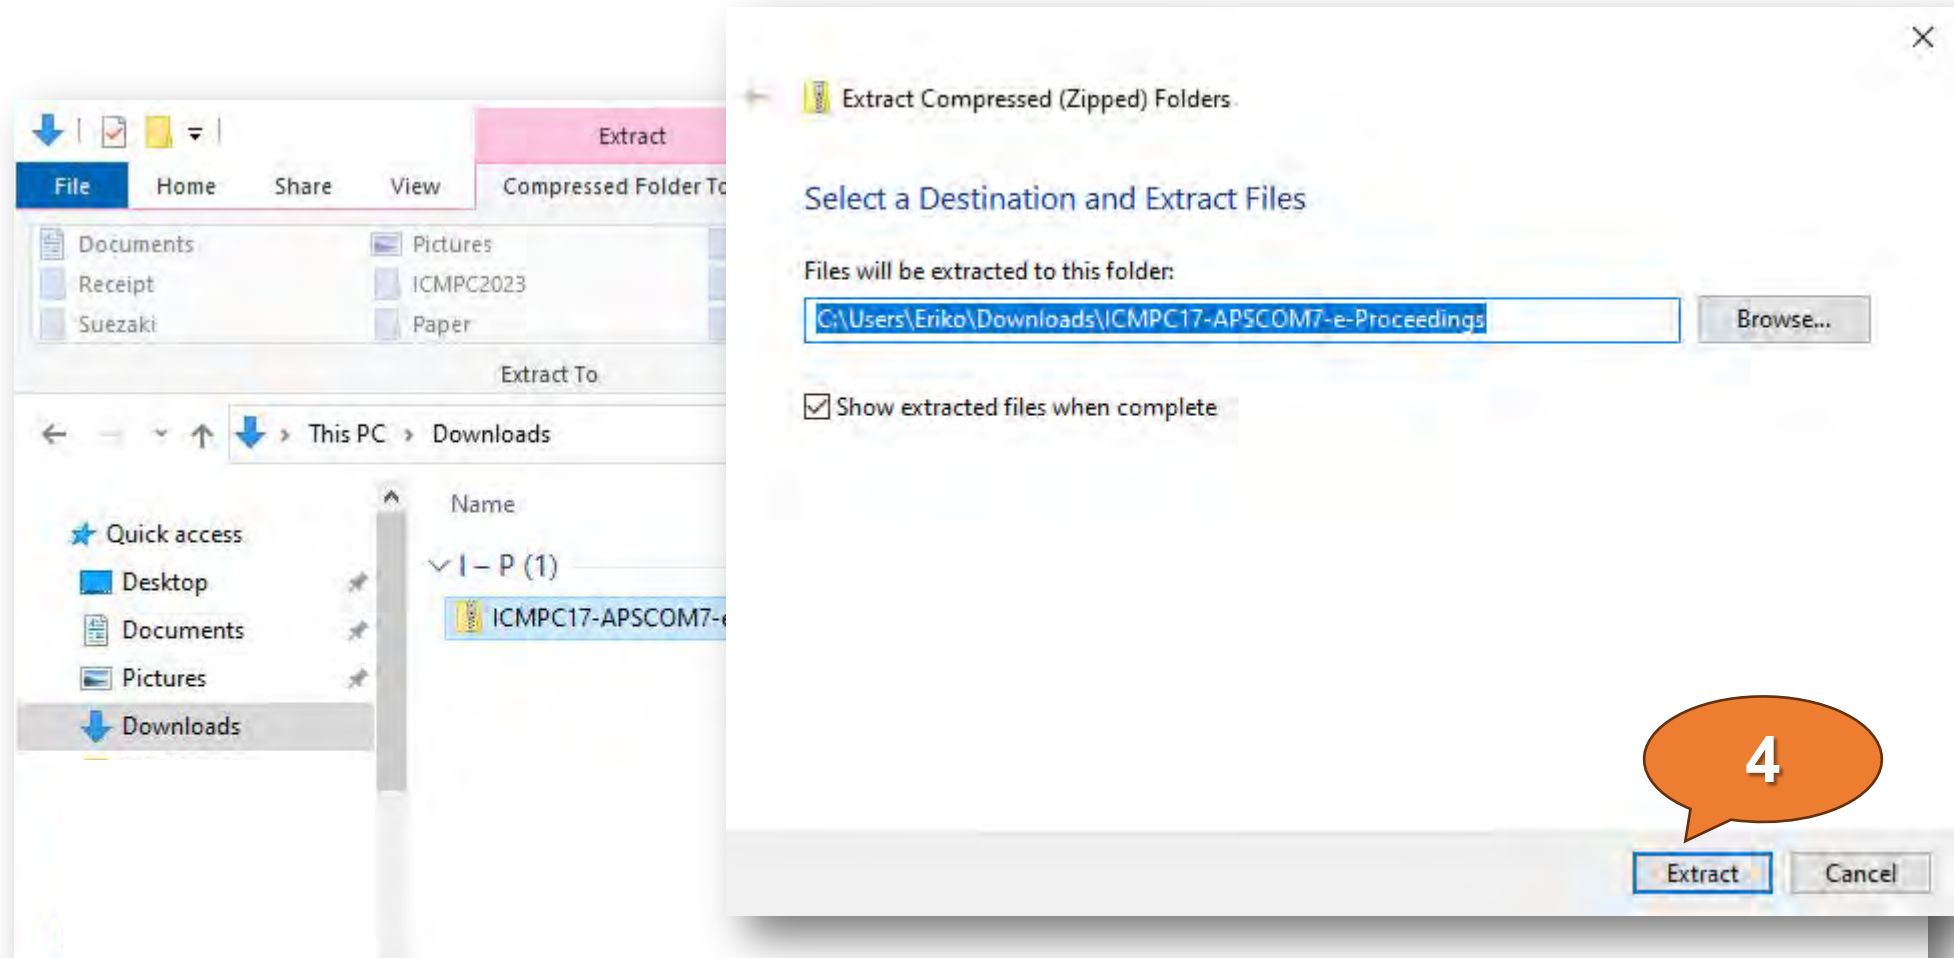 Extract
File Home Share View Compressed Folder
Documents Pictures
Receipt ICMPC2023
Suezaki Paper
Extract To
This PC Downloads
Name
Quick access
I – P (1)
Desktop
ICMPC17-APSCOM7-
Documents
Pictures
Downloads
Extract Compressed (Zipped) Folders
Select a Destination and Extract Files
Files will be extracted to this folder:
C:\Users\Eriko\Downloads\ICMPC17-APSCOM7-e-Proceedings
Browse...
Show extracted files when complete
4
Extract Cancel